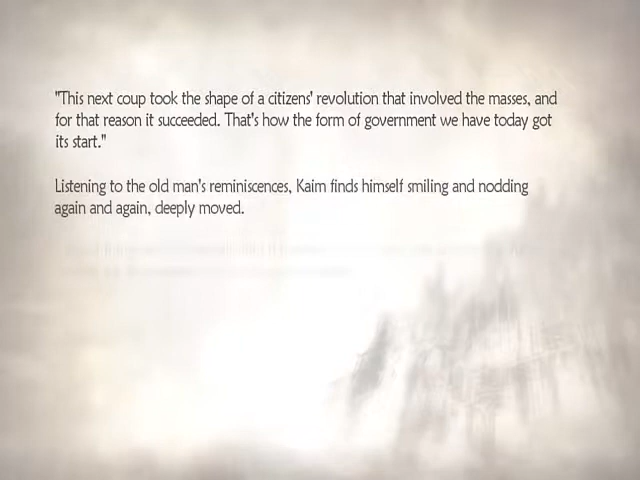 "This next coup took the shape of a citizens' revolution that involved the masses, and
for that reason it succeeded. That's how the form of government we have today got
its start."
Listening to the old man's reminiscences, Kaim finds himself smiling and nodding
again and again, deeply moved.